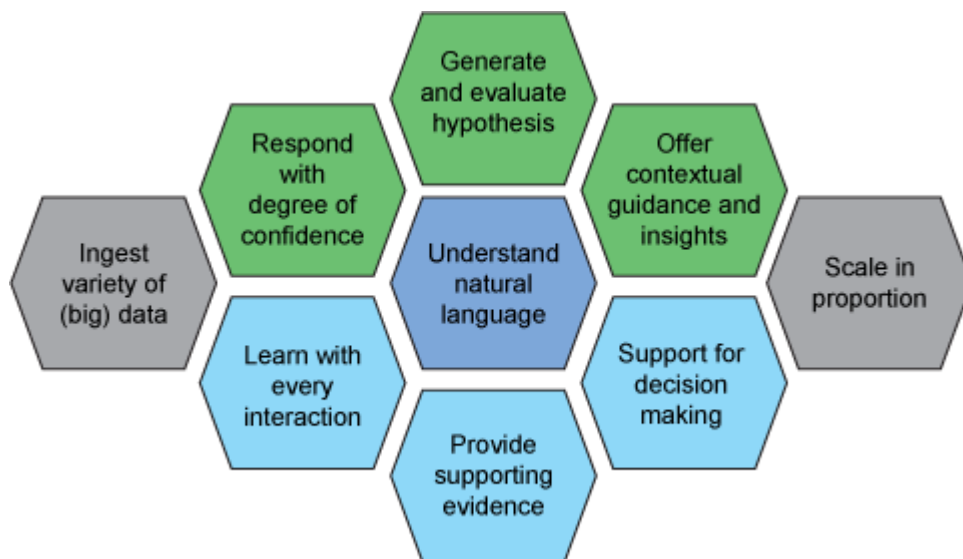 Generate
and evaluate
hypothesis
Respond
with
degree of
confidence
Offer
contextual
guidance and
insights
Ingest
variety of
(big) data
Understand
natural
language
Scale in
proportion
Learn with
every
interaction
Support for
decision
making
Provide
supporting
evidence